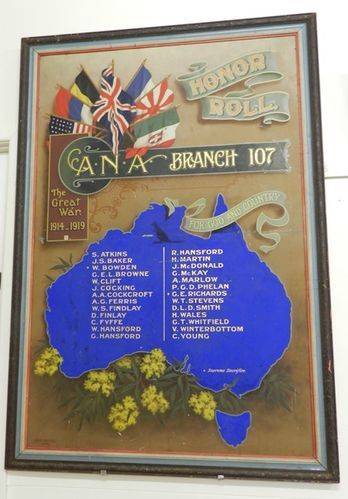 HONOR
ROLL
A.N.A. BRANCH 107
The
Great
War
1914-1919
FOR GOD AND COUNTRY
S. ATKINS
J.S. BAKER
* W. BOWDEN
G.E.L. BROWNE
W. CLIFT
J. COCKING
A.A. COCKCROFT
A.G. FERRIS
W.S. FINDLAY
D. FINLAY
C. FYFFE
W. HANSFORD
G. HANSFORD
R. HANSFORD
H. MARTIN
J. McDONALD
G. McKAY
A. MARLOW
P.G.D. PHELAN
* G.E. RICHARDS
W.T. STEVENS
D.L.D. SMITH
H. WALES
G.T. WHITFIELD
V. WINTERBOTTOM
C. YOUNG
* Supreme Sacrifice